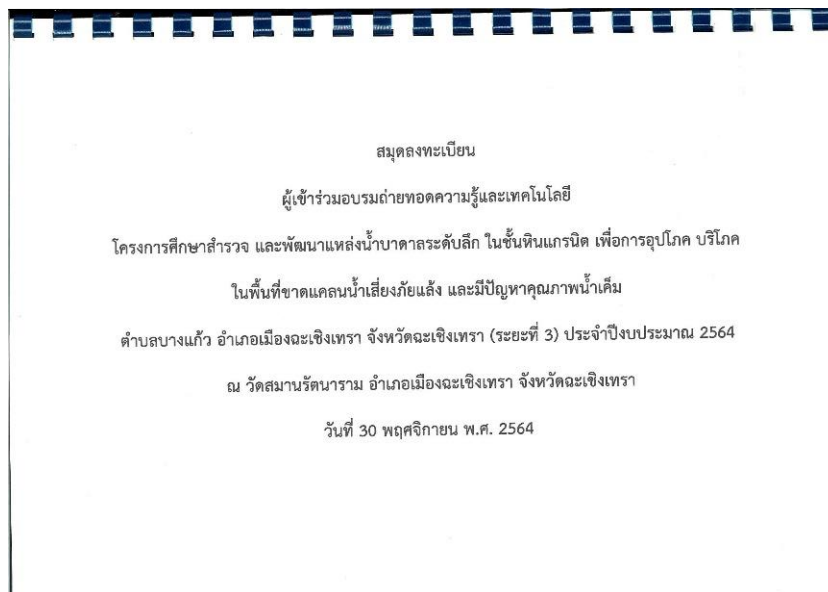 สมุดลงทะเบียน
ผู้เข้าร่วมอบรมถ่ายทอดความรู้และเทคโนโลยี
โครงการศึกษาสำรวจ และพัฒนาแหล่งน้ำบาดาลระดับลึก ในชั้นหินแกรนิต เพื่อการอุปโภค บริโภค
ในพื้นที่ขาดแคลนน้ำเสี่ยงภัยแล้ง และมีปัญหาคุณภาพน้ำเค็ม
ตำบลบางแก้ว อำเภอเมืองฉะเชิงเทรา จังหวัดฉะเชิงเทรา (ระยะที่ 3) ประจำปีงบประมาณ 2564
ณ วัดสมานรัตนาราม อำเภอเมืองฉะเชิงเทรา จังหวัดฉะเชิงเทรา
วันที่ 30 พฤศจิกายน พ.ศ. 2564